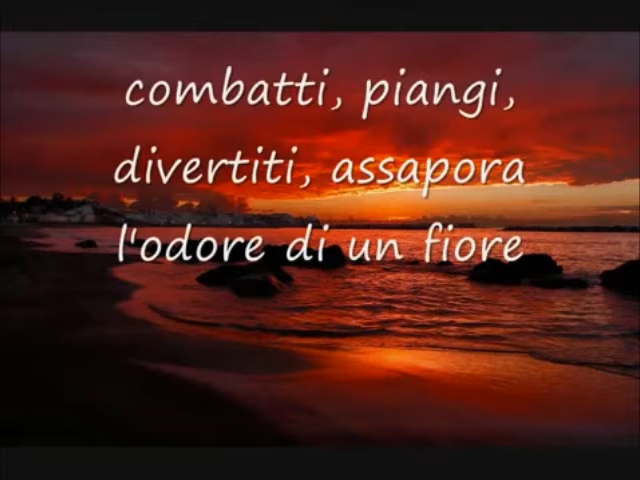 combatti, piangi,
divertiti, assapora
l'odore di un fiore